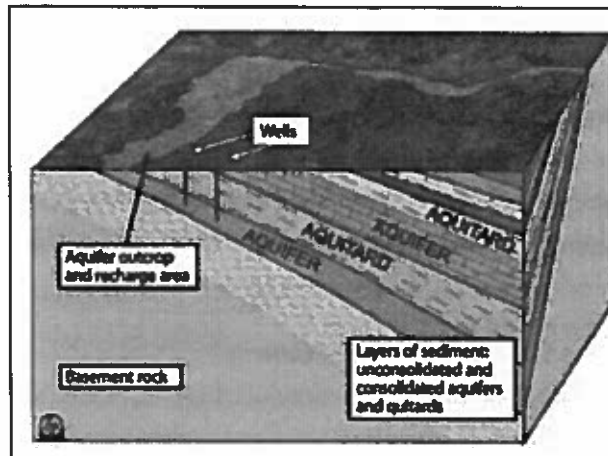 Wells
AQUITARD
AQUIFER
AQUITARD
AQUIFER
Aquifer outcrop
and recharge area
Layers of sediment:
unconsolidated and
consolidated aquifers
and quitards
Basement rock